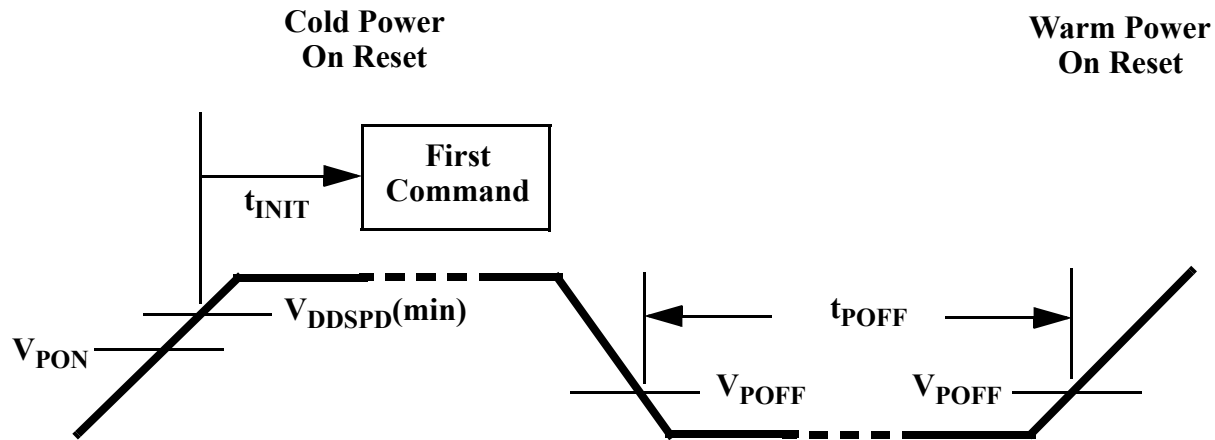 Cold Power
On Reset
Warm Power
On Reset
First
Command
tINIT
VDDSPD(min)
tPOFF
VPON
VPOFF
VPOFF